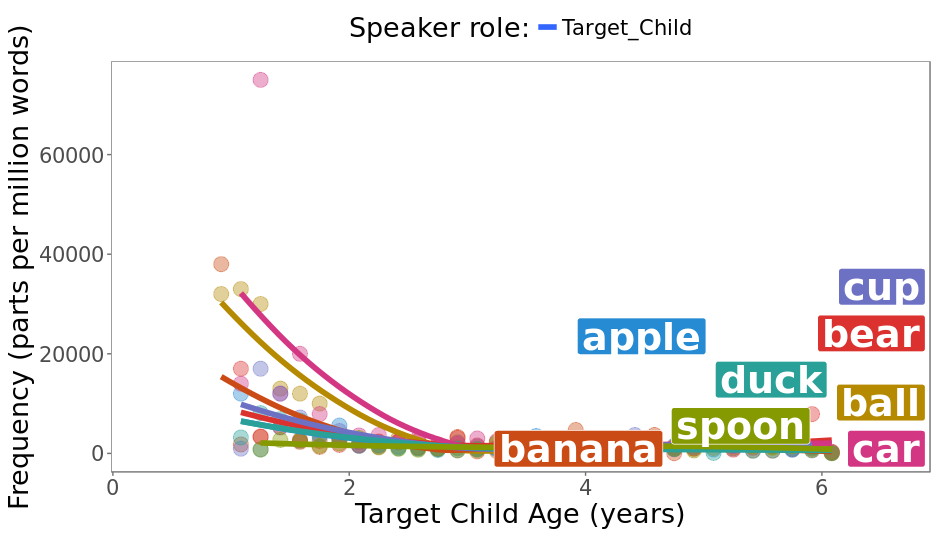 Speaker role: Target_Child
Frequency (parts per million words)
60000
40000
20000
0
cup
apple
bear
duck
ball
spoon
banana
car
0 2 4 6
Target Child Age (years)